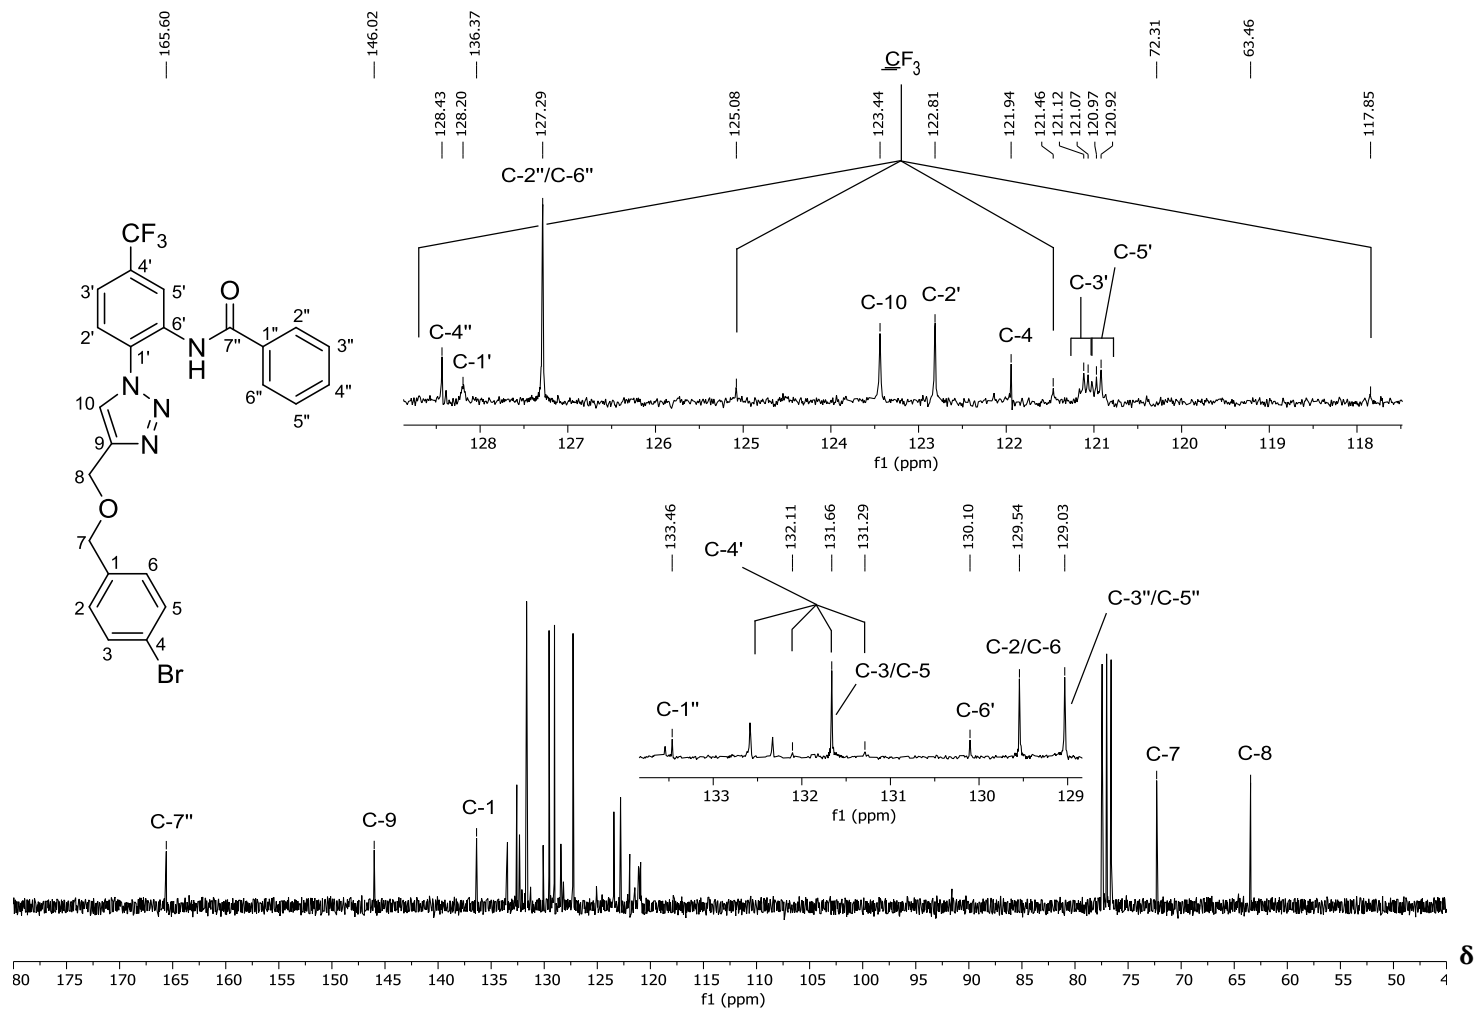 165.60
146.02
136.37
72.31
63.46
CF3
128.43
128.20
127.29
125.08
123.44
122.81
121.94
121.46
121.12
121.07
120.97
120.92
117.85
C-2''/C-6''
C-4''
C-1'
C-10
C-2'
C-4
C-3'
C-5'
128 127 126 125 124 123 122 121 120 119 118
f1 (ppm)
CF3
4'
3'
5'
2'
6'
1'
N
H
O
7''
1''
2''
3''
4''
5''
6''
10
N
N
N
9
8
O
7
1
6
2
5
3
4
Br
133.46
132.11
131.66
131.29
130.10
129.54
129.03
C-4'
C-3''/C-5''
C-2/C-6
C-3/C-5
C-1''
C-6'
133 132 131 130 129
f1 (ppm)
C-7''
C-9
C-1
C-7
C-8
80 175 170 165 160 155 150 145 140 135 130 125 120 115 110 105 100 95 90 85 80 75 70 65 60 55 50 4
f1 (ppm)
δ